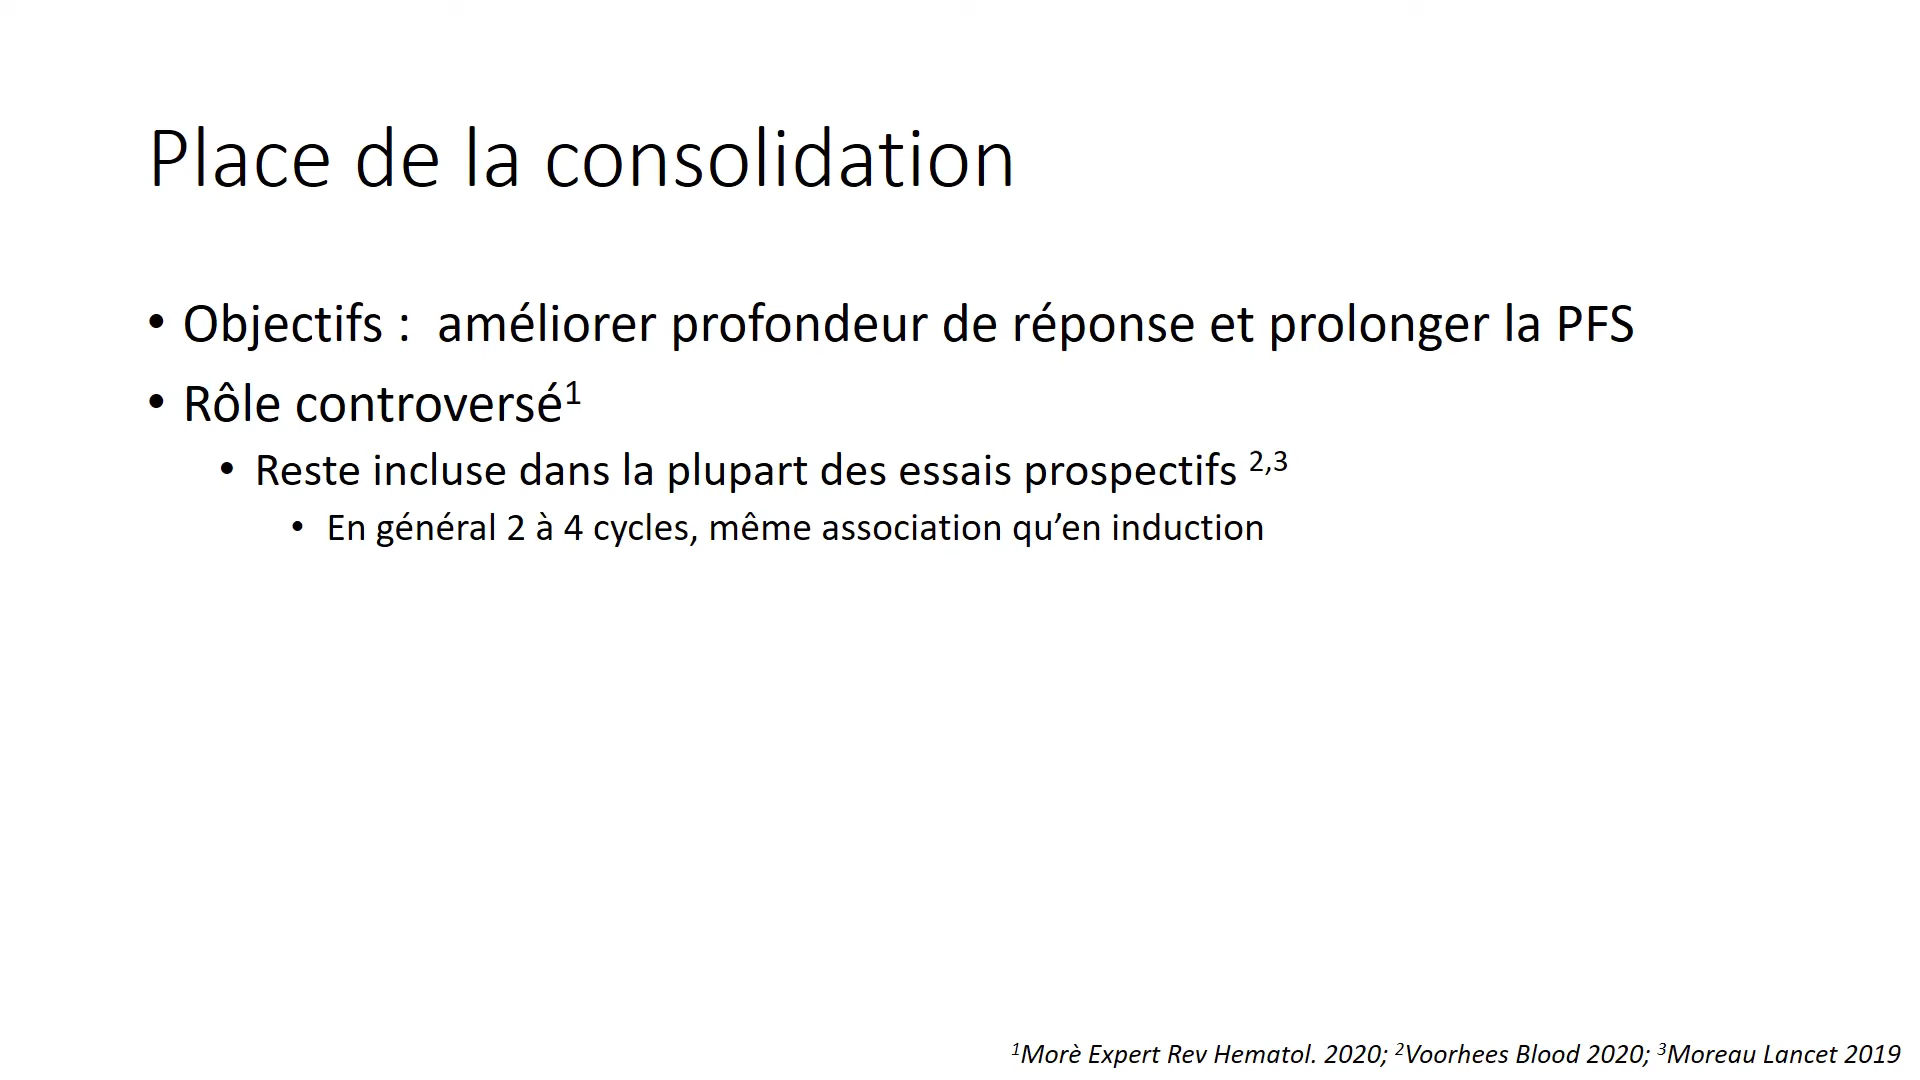 Place de la consolidation
• Objectifs :  améliorer profondeur de réponse et prolonger la PFS
• Rôle controversé¹
• Reste incluse dans la plupart des essais prospectifs ²,³
• En général 2 à 4 cycles, même association qu’en induction
¹Morè Expert Rev Hematol. 2020; ²Voorhees Blood 2020; ³Moreau Lancet 2019